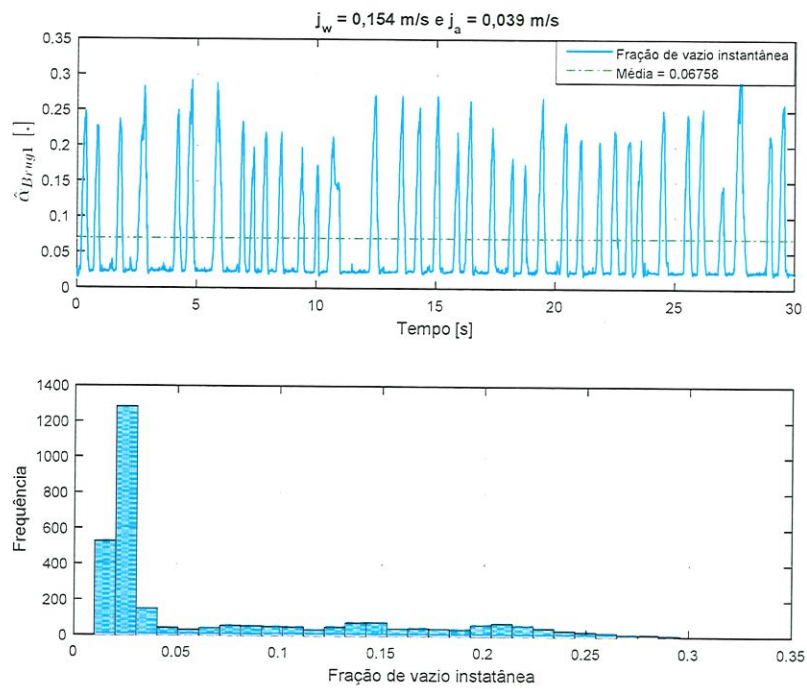 j_w = 0,154 m/s e j_a = 0,039 m/s
0.35
0.3
0.25
0.2
0.15
0.1
0.05
0
α̂_Brug1 [.]
Fração de vazio instantânea
Média = 0.06758
0 5 10 15 20 25 30
Tempo [s]
1400
1200
1000
800
600
400
200
0
Frequência
0 0.05 0.1 0.15 0.2 0.25 0.3 0.35
Fração de vazio instatânea